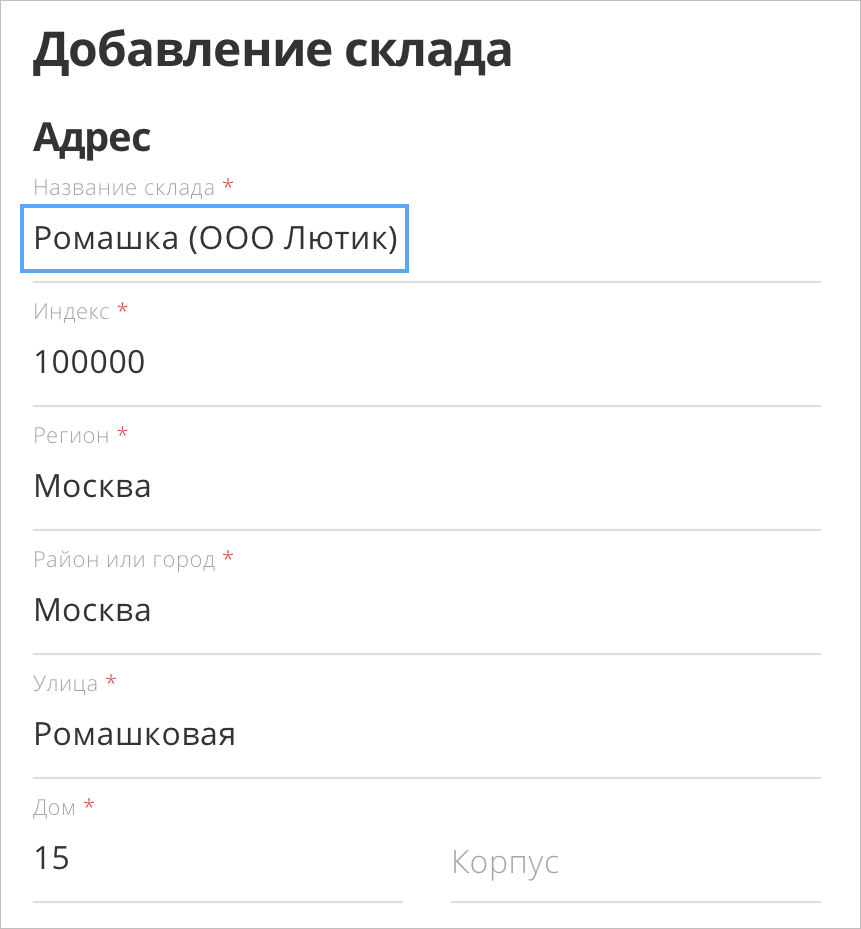 Добавление склада
Адрес
Название склада *
Ромашка (ООО Лютик)
Индекс *
100000
Регион *
Москва
Район или город *
Москва
Улица *
Ромашковая
Дом *
15
Корпус